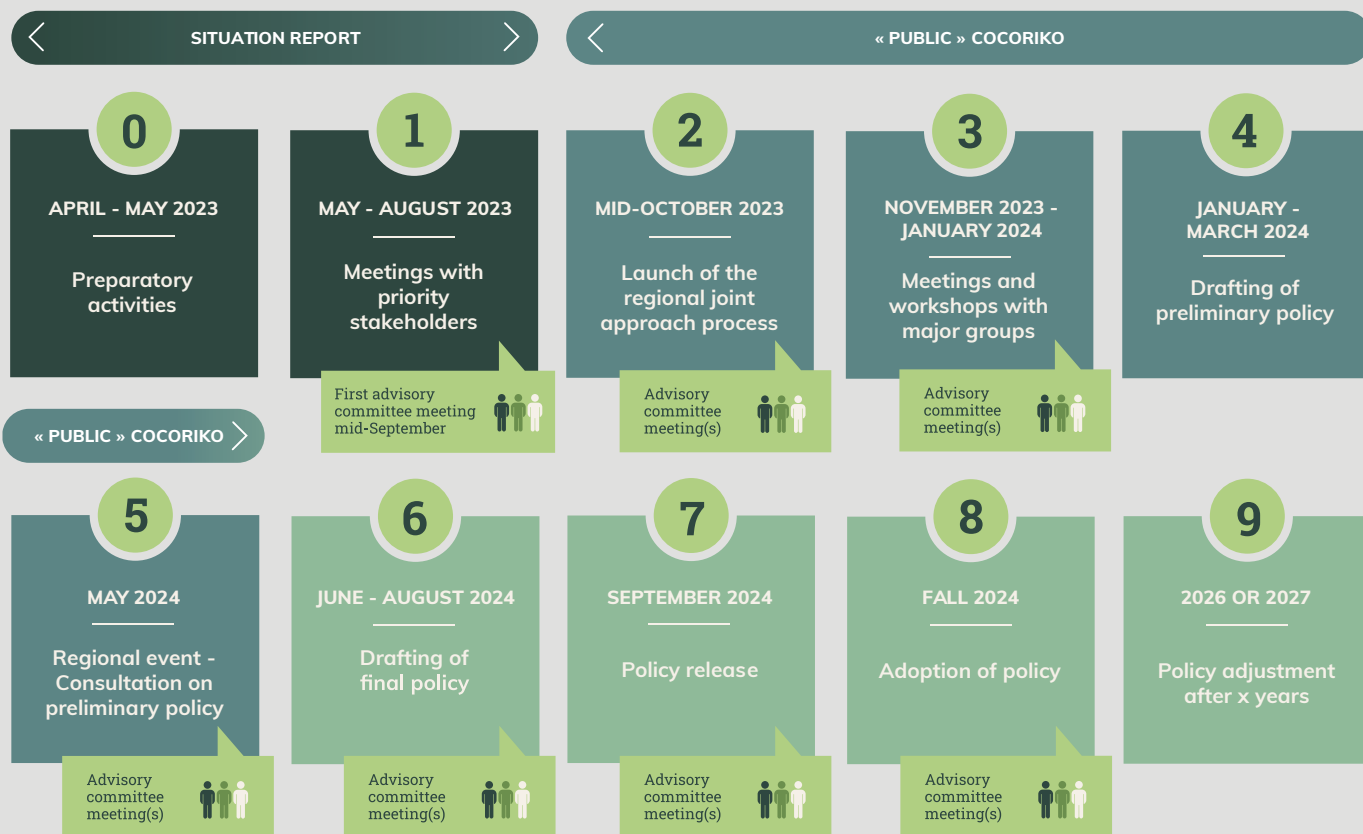 SITUATION REPORT
« PUBLIC » COCORIKO
0
APRIL - MAY 2023
Preparatory
activities
1
MAY - AUGUST 2023
Meetings with
priority
stakeholders
First advisory
committee meeting
mid-September
2
MID-OCTOBER 2023
Launch of the
regional joint
approach process
Advisory
committee
meeting(s)
3
NOVEMBER 2023 -
JANUARY 2024
Meetings and
workshops with
major groups
Advisory
committee
meeting(s)
4
JANUARY -
MARCH 2024
Drafting of
preliminary policy
« PUBLIC » COCORIKO
5
MAY 2024
Regional event -
Consultation on
preliminary policy
Advisory
committee
meeting(s)
6
JUNE - AUGUST 2024
Drafting of
final policy
Advisory
committee
meeting(s)
7
SEPTEMBER 2024
Policy release
Advisory
committee
meeting(s)
8
FALL 2024
Adoption of policy
Advisory
committee
meeting(s)
9
2026 OR 2027
Policy adjustment
after x years